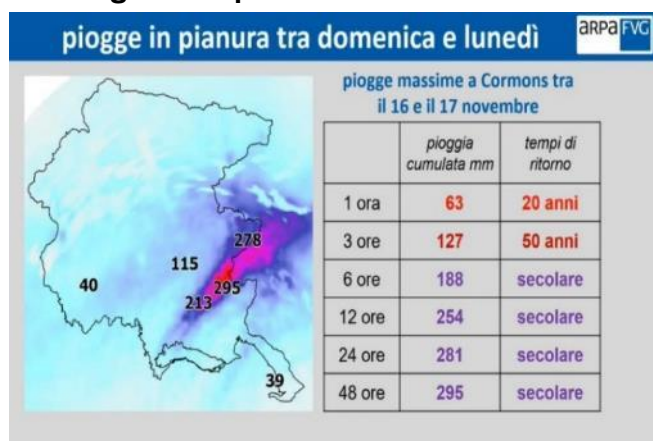 piogge in pianura tra domenica e lunedì
aRPa FVG
piogge massime a Cormons tra
il 16 e il 17 novembre
pioggia
cumulata mm
tempi di
ritorno
1 ora 63 20 anni
3 ore 127 50 anni
6 ore 188 secolare
12 ore 254 secolare
24 ore 281 secolare
48 ore 295 secolare
278
115
40
295
213
39